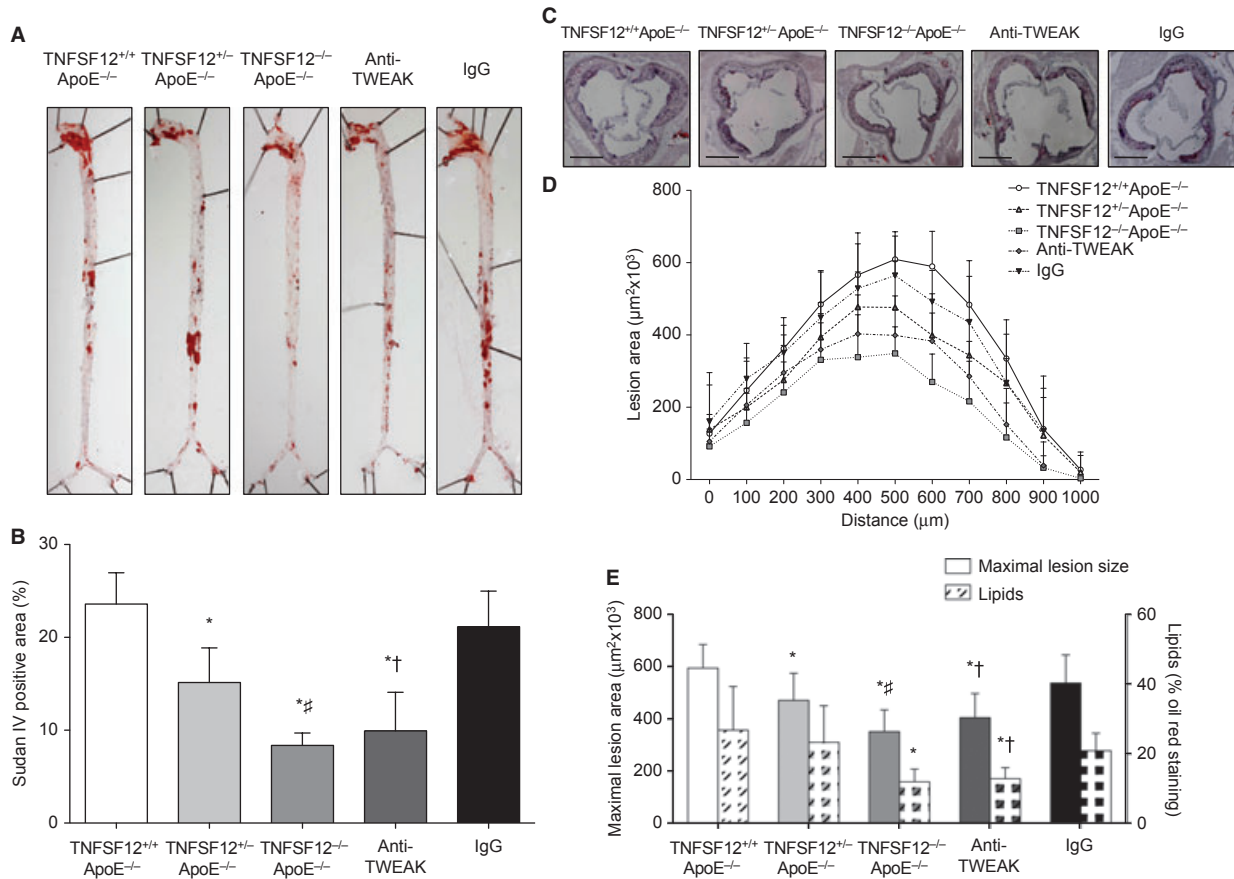 A
TNFSF12+/+
ApoE–/–
TNFSF12+/–
ApoE–/–
TNFSF12–/–
ApoE–/–
Anti-
TWEAK
IgG
B
Sudan IV positive area (%)
30
20
10
0
*
*♯
*†
TNFSF12+/+
ApoE–/–
TNFSF12+/–
ApoE–/–
TNFSF12–/–
ApoE–/–
Anti-
TWEAK
IgG
C
TNFSF12+/+ApoE–/–
TNFSF12+/–ApoE–/–
TNFSF12–/–ApoE–/–
Anti-TWEAK
IgG
D
Lesion area (µm²x10³)
800
600
400
200
0
TNFSF12+/+ApoE–/–
TNFSF12+/–ApoE–/–
TNFSF12–/–ApoE–/–
Anti-TWEAK
IgG
0 100 200 300 400 500 600 700 800 900 1000
Distance (µm)
E
Maximal lesion size
Lipids
Maximal lesion area (µm²x10³)
800
600
400
200
0
*
*♯
*
*†
*†
60
40
20
0
Lipids (% oil red staining)
TNFSF12+/+
ApoE–/–
TNFSF12+/–
ApoE–/–
TNFSF12–/–
ApoE–/–
Anti-
TWEAK
IgG